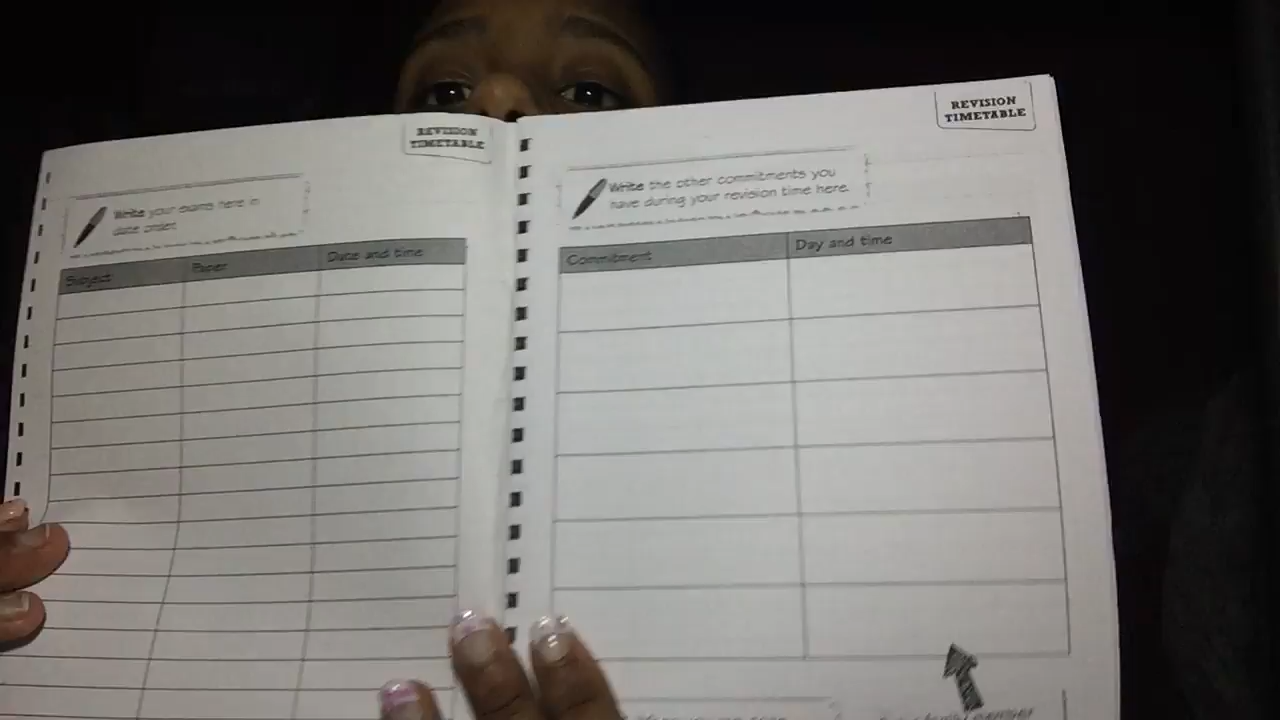 REVISION
TIMETABLE
Write your exams here in
date order.
Subject Paper Date and time
REVISION
TIMETABLE
Write the other commitments you
have during your revision time here.
Commitment Day and time